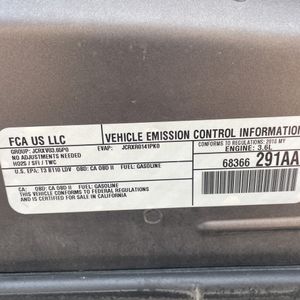 FCA US LLC
VEHICLE EMISSION CONTROL INFORMATION
GROUP: JCRXV03.65P0 EVAP: JCRXR0141PK0
NO ADJUSTMENTS NEEDED
HO2S / SFI / TWC
CONFORMS TO REGULATIONS: 2018 MY
ENGINE: 3.6L
U.S. EPA: T3 B110 LDV OBD: CA OBD II FUEL: GASOLINE
68366 291AA
CA: OBD: CA OBD II FUEL: GASOLINE
THIS VEHICLE CONFORMS TO FEDERAL REGULATIONS
AND IS CERTIFIED FOR SALE IN CALIFORNIA